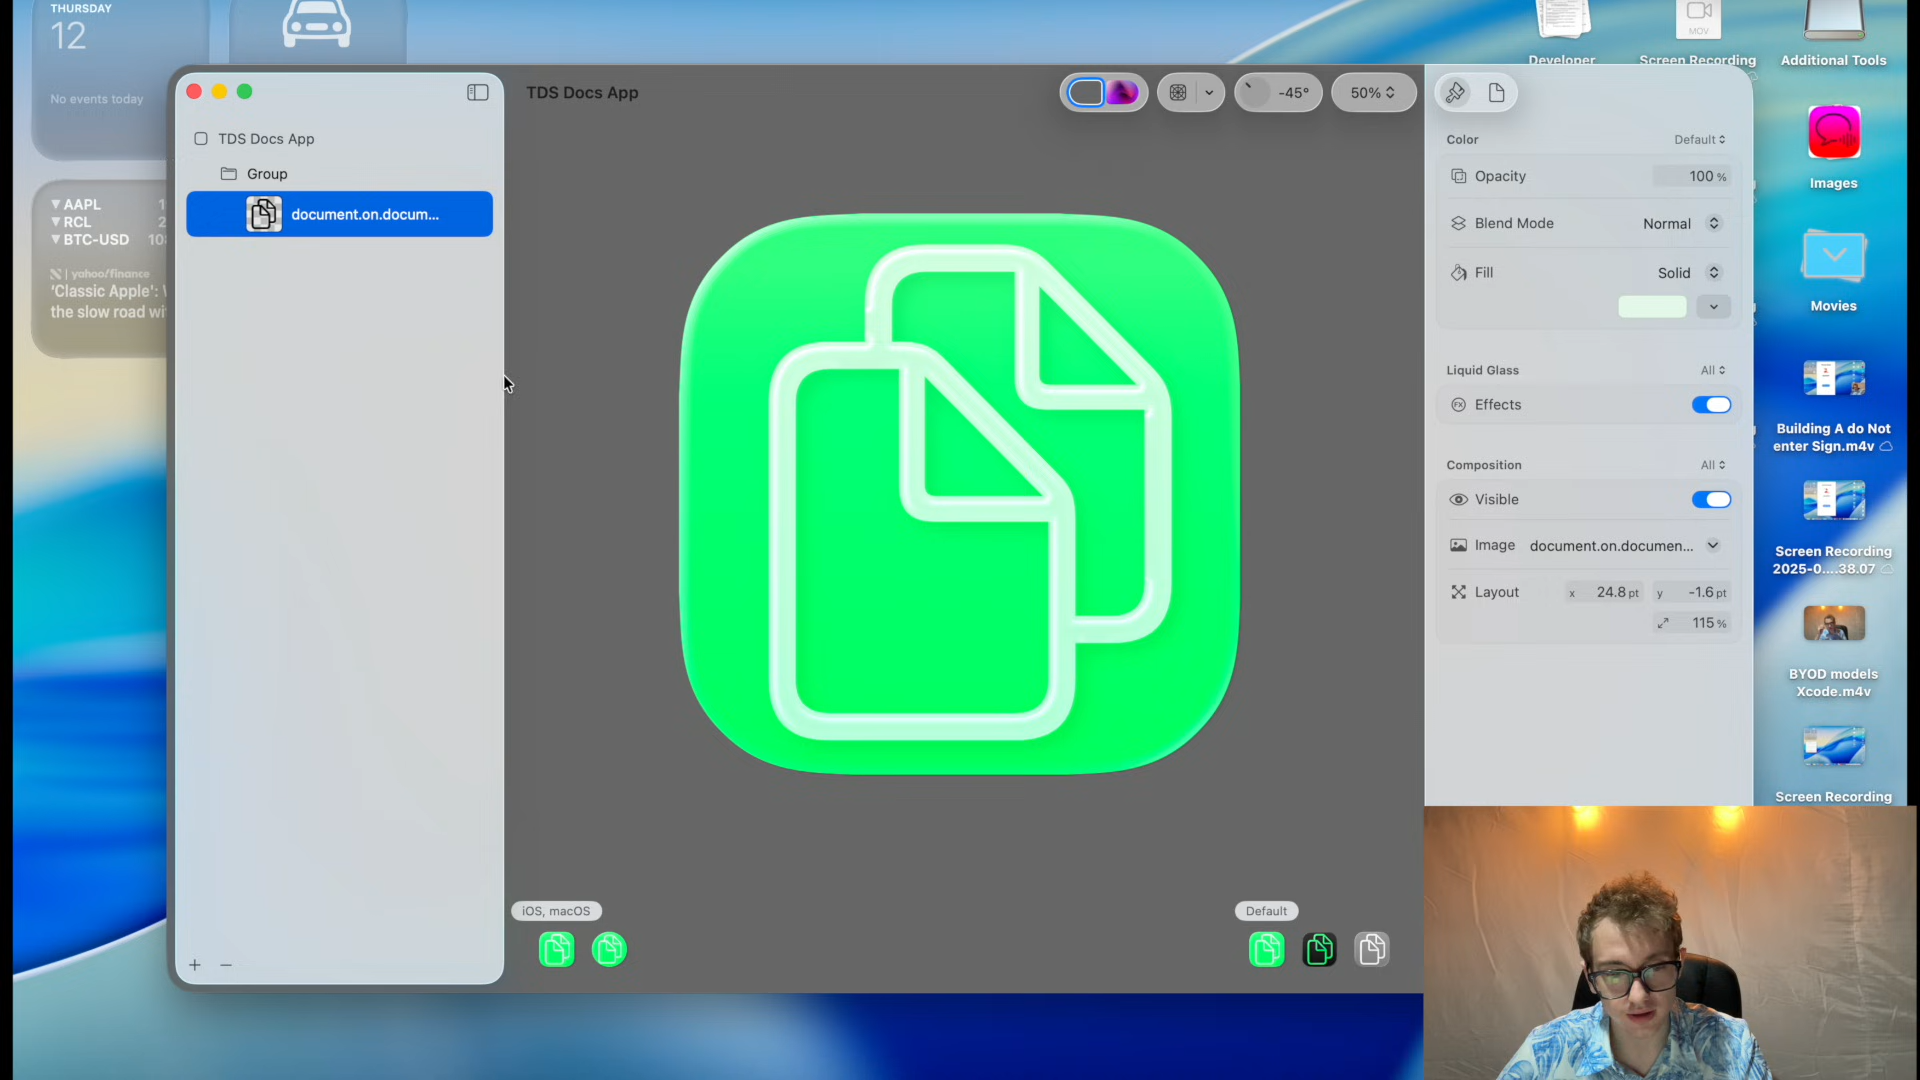 THURSDAY
12
No events today
AAPL
RCL
BTC-USD
yahoo/finance
'Classic Apple':
the slow road wi
TDS Docs App
Group
document.on.docum...
TDS Docs App
-45°
50%
Color
Default
Opacity
100 %
Blend Mode
Normal
Fill
Solid
Liquid Glass
All
Effects
Composition
All
Visible
Image
document.on.documen...
Layout
x 24.8 pt
y -1.6 pt
115 %
iOS, macOS
Default
Developer
MOV
Screen Recording
Additional Tools
Images
Movies
Building A do Not
enter Sign.m4v
Screen Recording
2025-0....38.07
BYOD models
Xcode.m4v
Screen Recording